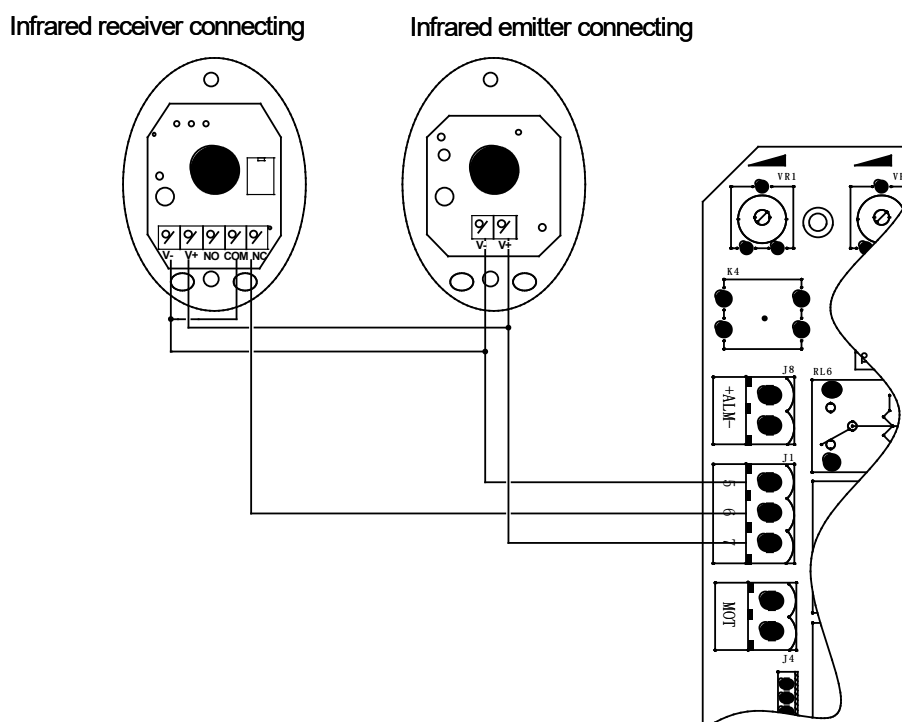 Infrared receiver connecting
Infrared emitter connecting
VR1
K4
V- V+ NO COM NC
V- V+
J8
+ALM-
RL6
J1
5
6
7
MOT
J4